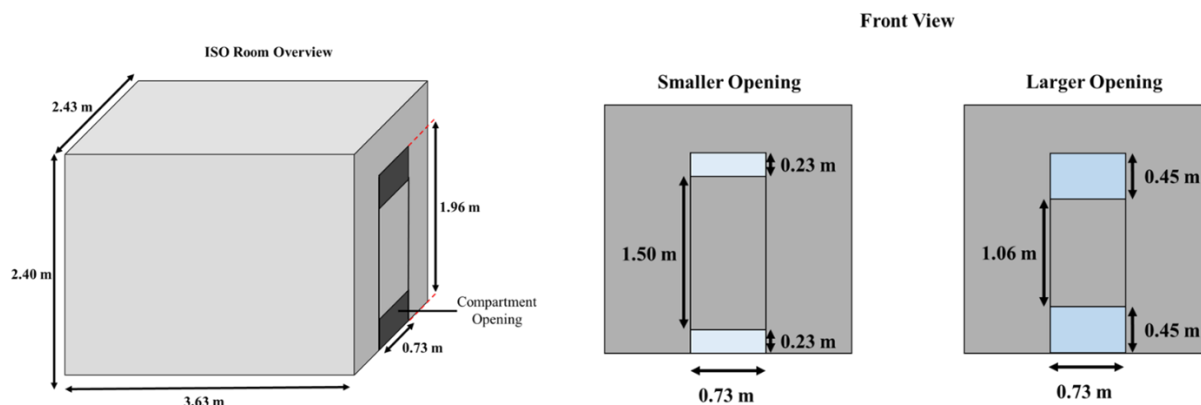 Front View
ISO Room Overview
Smaller Opening
Larger Opening
2.43 m
2.40 m
3.63 m
1.96 m
Compartment
Opening
0.73 m
0.23 m
1.50 m
0.23 m
0.73 m
0.45 m
1.06 m
0.45 m
0.73 m